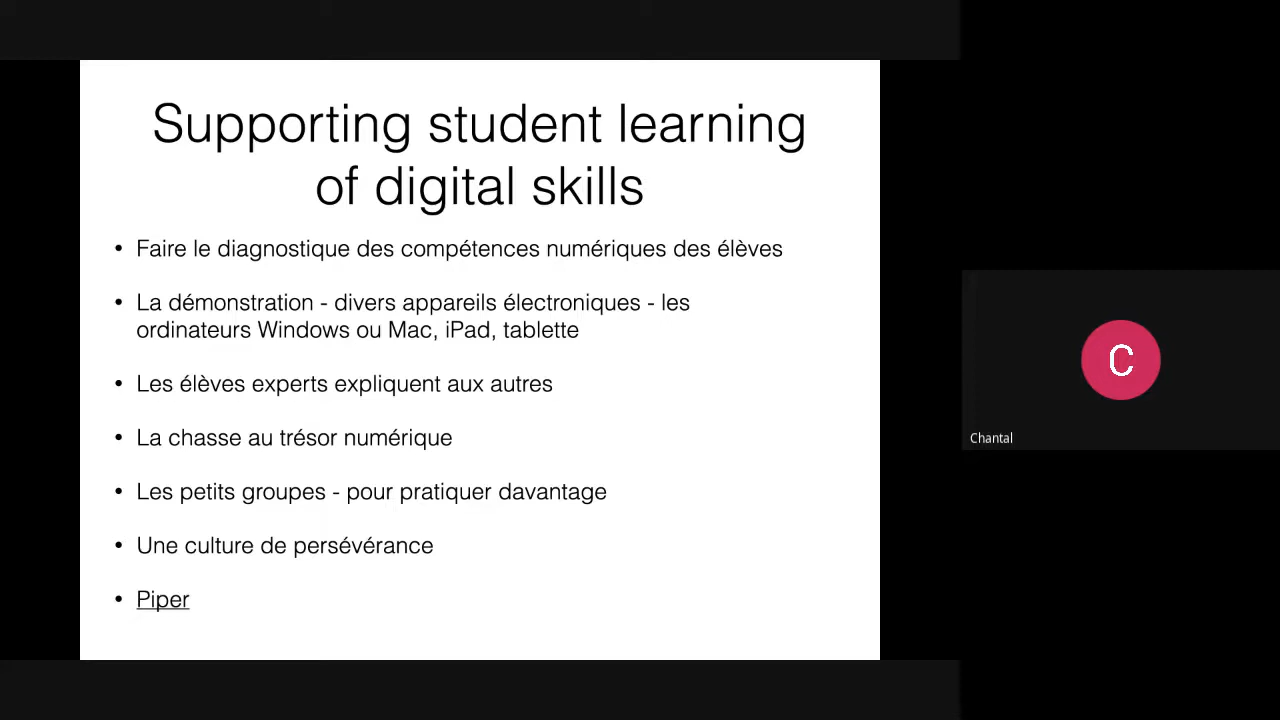 Supporting student learning
of digital skills
• Faire le diagnostique des compétences numériques des élèves
• La démonstration - divers appareils électroniques - les
ordinateurs Windows ou Mac, iPad, tablette
• Les élèves experts expliquent aux autres
• La chasse au trésor numérique
• Les petits groupes - pour pratiquer davantage
• Une culture de persévérance
• Piper
C
Chantal